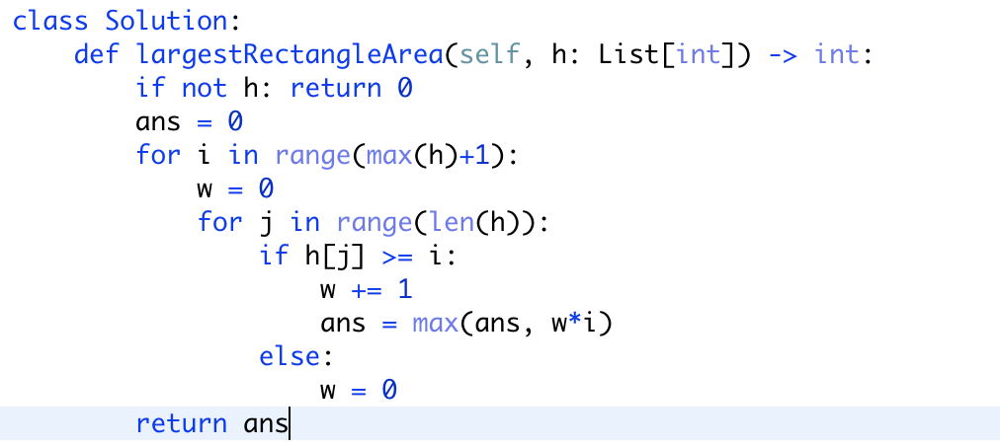 class Solution:
    def largestRectangleArea(self, h: List[int]) -> int:
        if not h: return 0
        ans = 0
        for i in range(max(h)+1):
            w = 0
            for j in range(len(h)):
                if h[j] >= i:
                    w += 1
                    ans = max(ans, w*i)
                else:
                    w = 0
        return ans